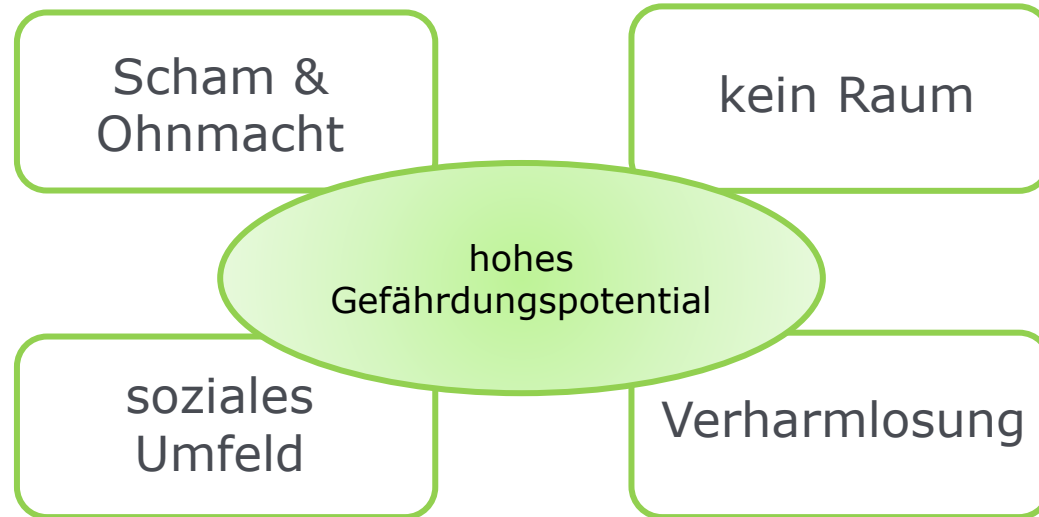 Scham &
Ohnmacht
kein Raum
hohes
Gefährdungspotential
soziales
Umfeld
Verharmlosung